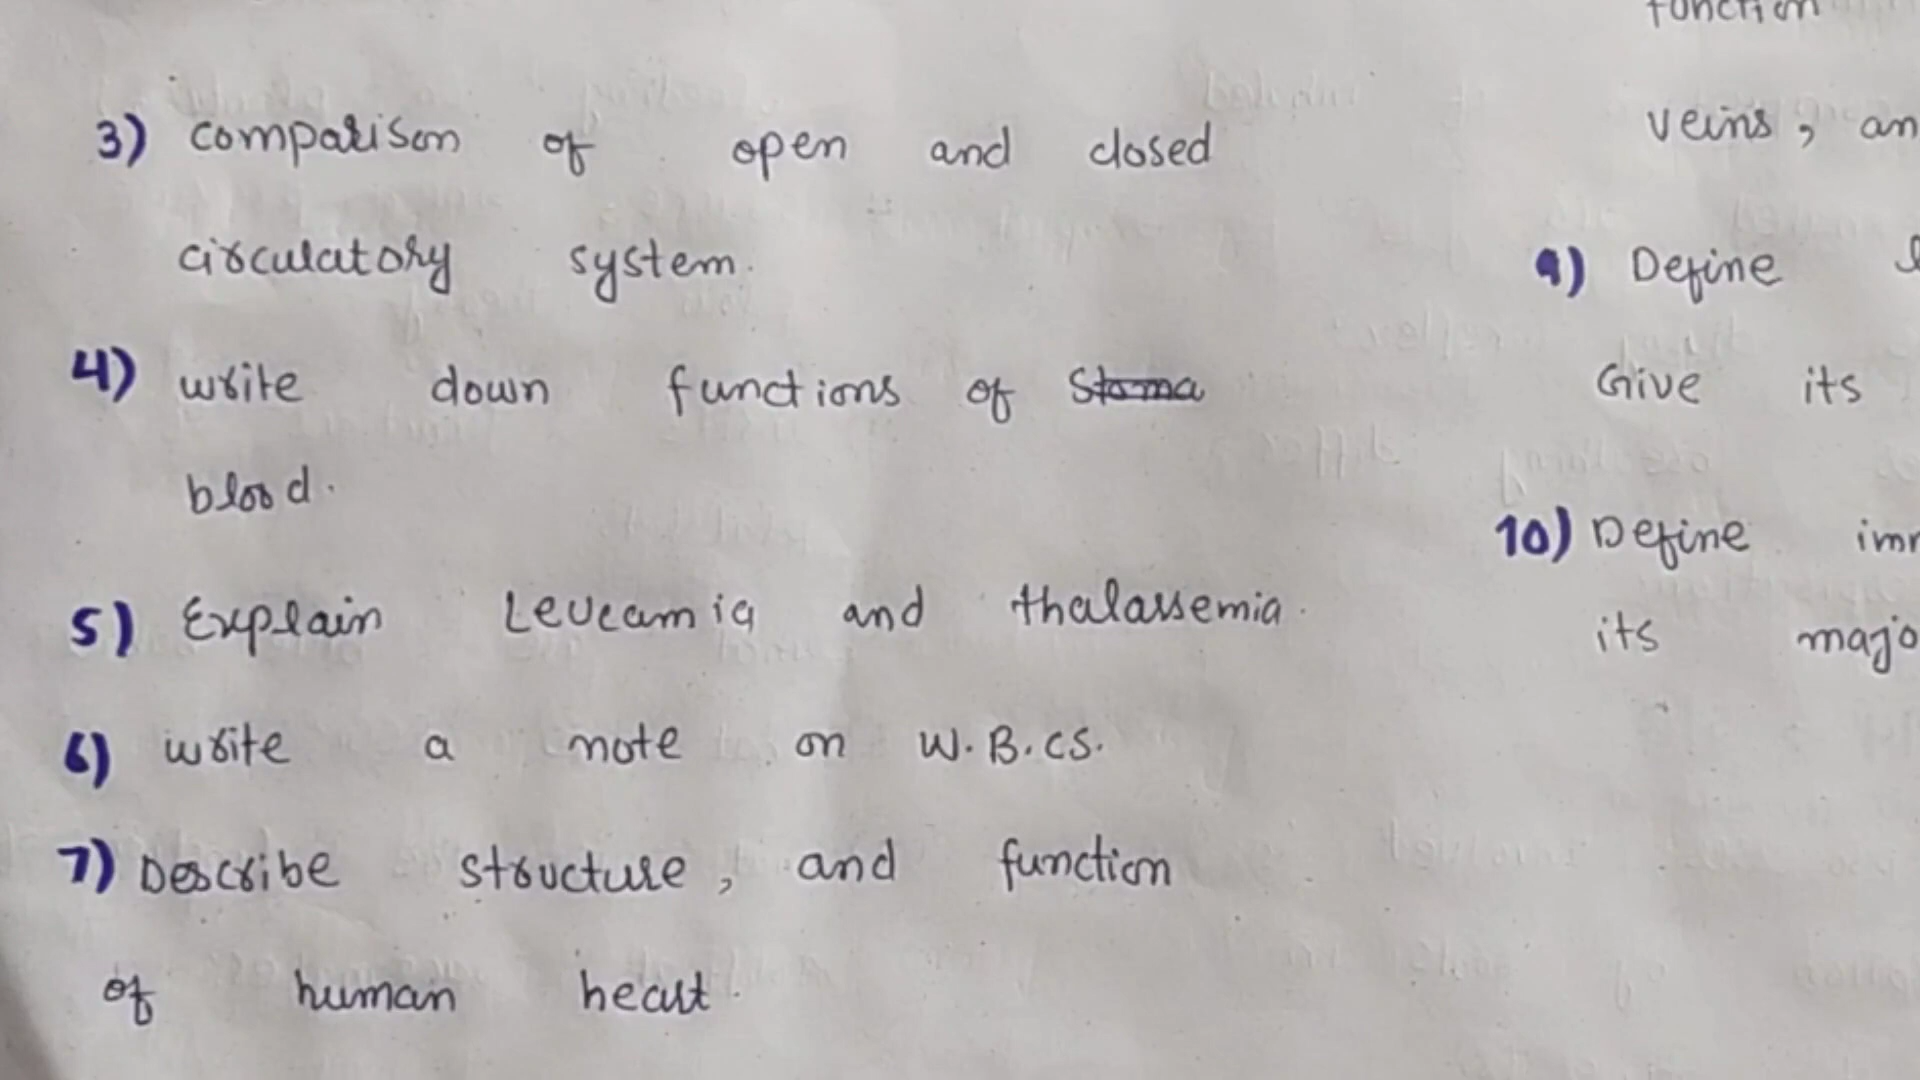 3) comparison of open and closed
circulatory system.
4) write down functions of
blood.
5) Explain Leucamia and thalassemia.
6) write a note on W.B.Cs.
7) Describe structure, and function
of human heart.
function
veins, an
9) Define
Give its
10) Define im
its majo